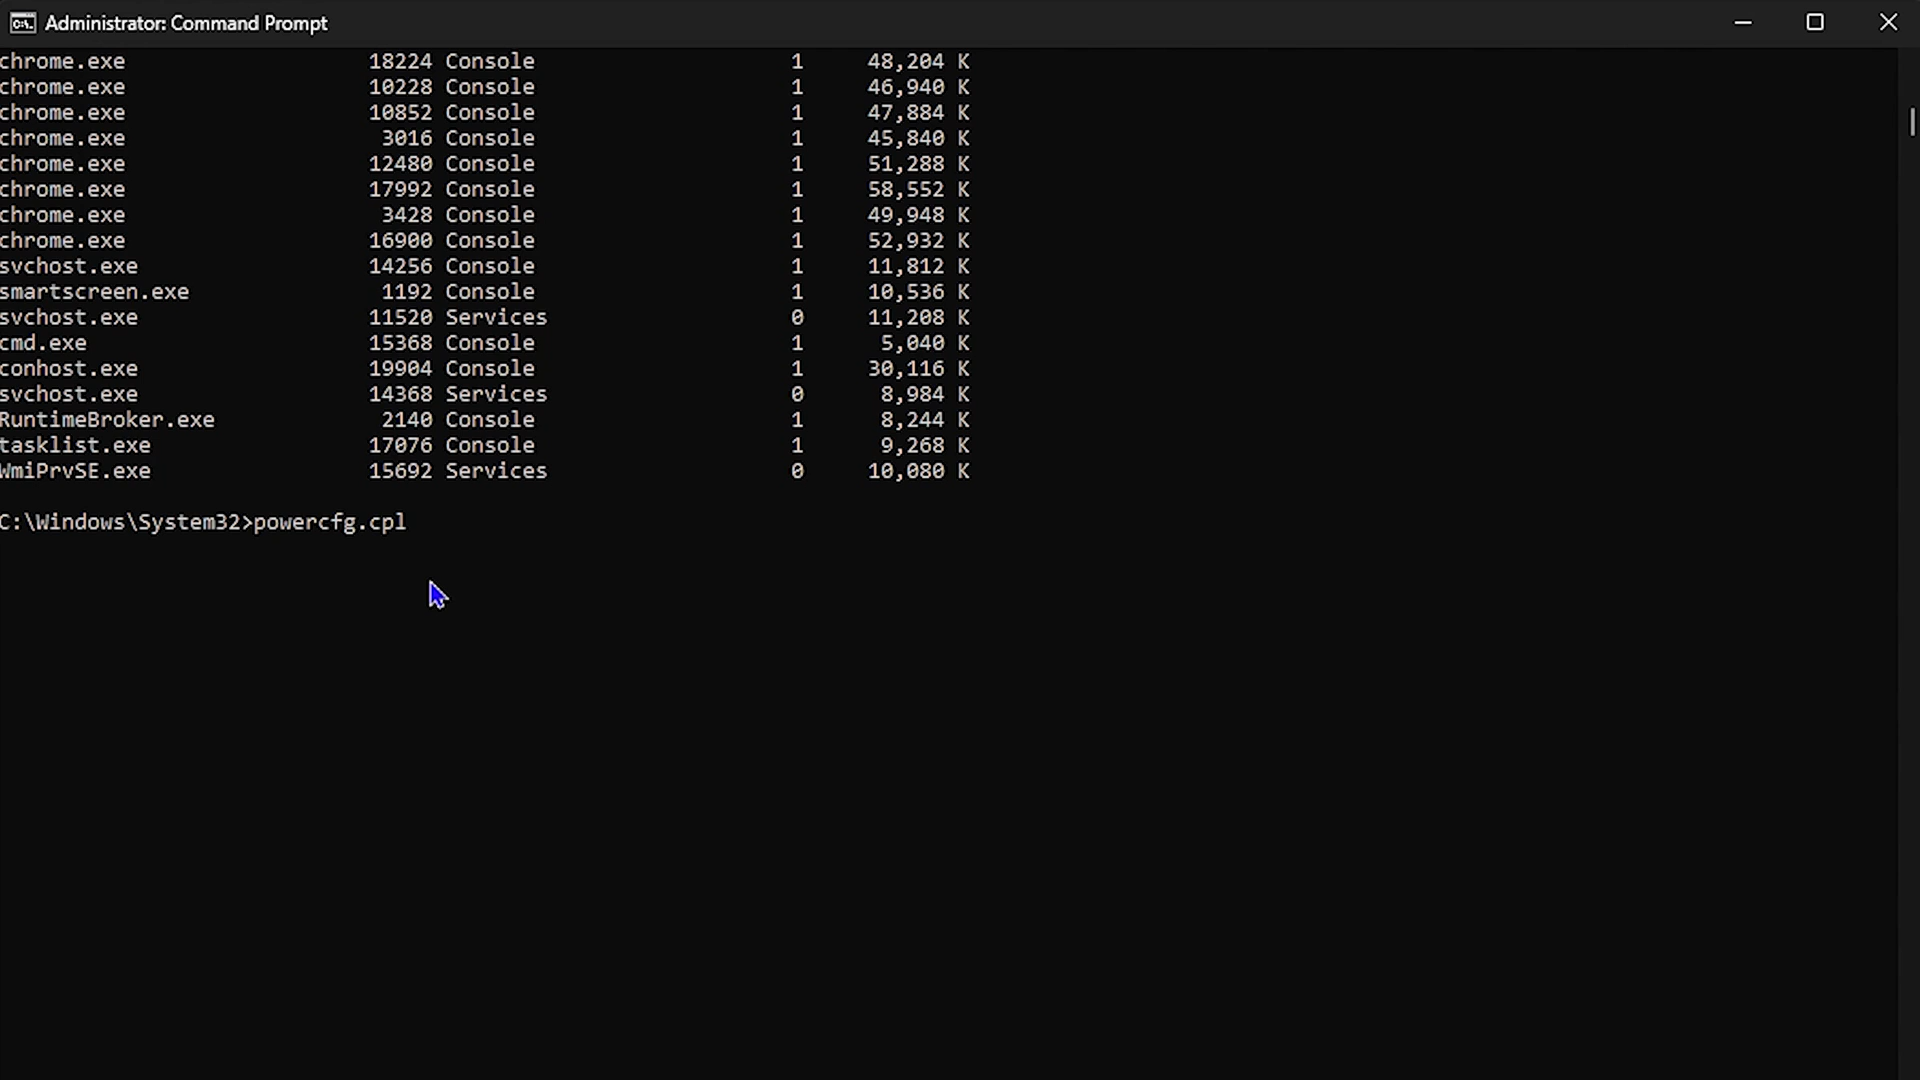 Administrator: Command Prompt
chrome.exe 18224 Console 1 48,204 K
chrome.exe 10228 Console 1 46,940 K
chrome.exe 10852 Console 1 47,884 K
chrome.exe 3016 Console 1 45,840 K
chrome.exe 12480 Console 1 51,288 K
chrome.exe 17992 Console 1 58,552 K
chrome.exe 3428 Console 1 49,948 K
chrome.exe 16900 Console 1 52,932 K
svchost.exe 14256 Console 1 11,812 K
smartscreen.exe 1192 Console 1 10,536 K
svchost.exe 11520 Services 0 11,208 K
cmd.exe 15368 Console 1 5,040 K
conhost.exe 19904 Console 1 30,116 K
svchost.exe 14368 Services 0 8,984 K
RuntimeBroker.exe 2140 Console 1 8,244 K
tasklist.exe 17076 Console 1 9,268 K
WmiPrvSE.exe 15692 Services 0 10,080 K
C:\Windows\System32>powercfg.cpl